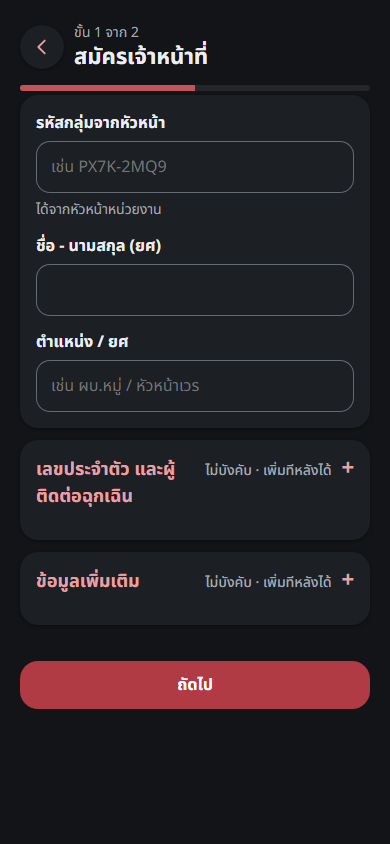 ขั้น 1 จาก 2
สมัครเจ้าหน้าที่
รหัสกลุ่มจากหัวหน้า
เช่น PX7K-2MQ9
ได้จากหัวหน้าหน่วยงาน
ชื่อ - นามสกุล (ยศ)
ตำแหน่ง / ยศ
เช่น ผบ.หมู่ / หัวหน้าเวร
เลขประจำตัว และผู้
ติดต่อฉุกเฉิน
ไม่บังคับ · เพิ่มทีหลังได้ +
ข้อมูลเพิ่มเติม
ไม่บังคับ · เพิ่มทีหลังได้ +
ถัดไป